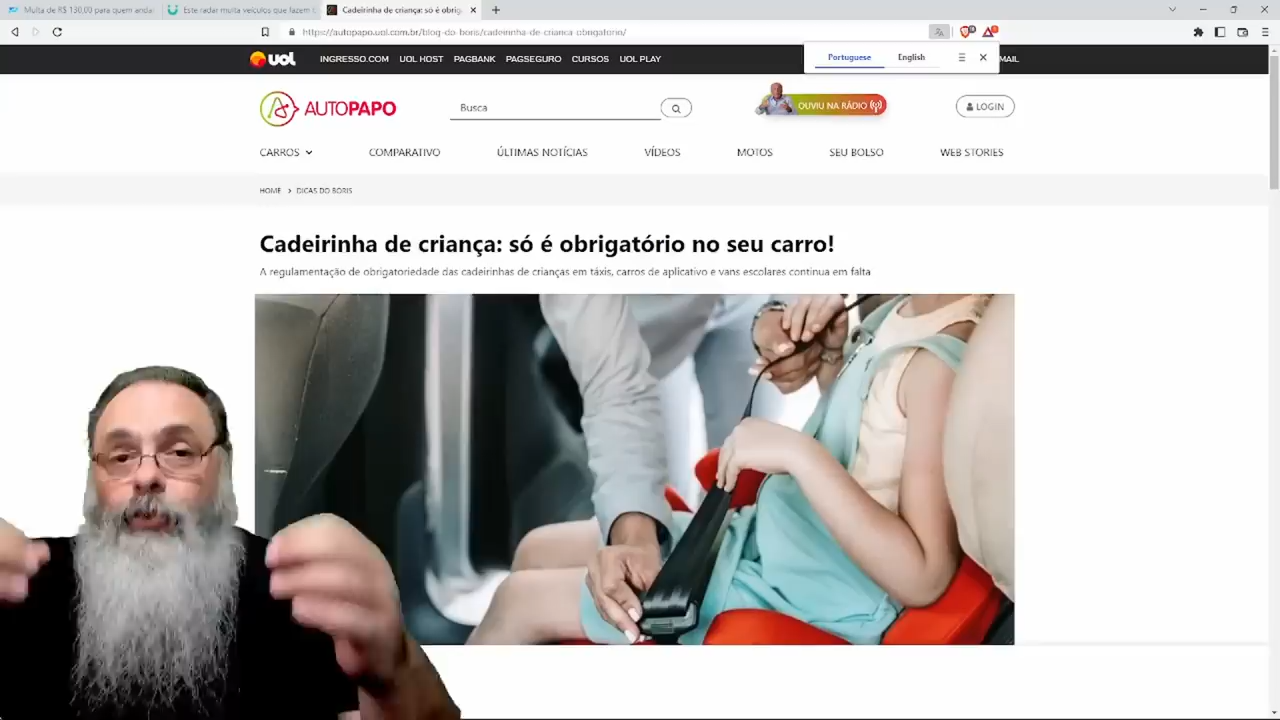 Multa de R$ 130,00 para quem anda
Este radar multa veículos que fazem
Cadeirinha de criança: só é obrig
https://autopapo.uol.com.br/blog-do-boris/cadeirinha-de-crianca-obrigatorio/
Portuguese English
UOL INGRESSO.COM UOL HOST PAGBANK PAGSEGURO CURSOS UOL PLAY MAIL
AUTOPAPO Busca OUVIU NA RÁDIO LOGIN
CARROS COMPARATIVO ÚLTIMAS NOTÍCIAS VÍDEOS MOTOS SEU BOLSO WEB STORIES
HOME > DICAS DO BORIS
Cadeirinha de criança: só é obrigatório no seu carro!
A regulamentação de obrigatoriedade das cadeirinhas de crianças em táxis, carros de aplicativo e vans escolares continua em falta